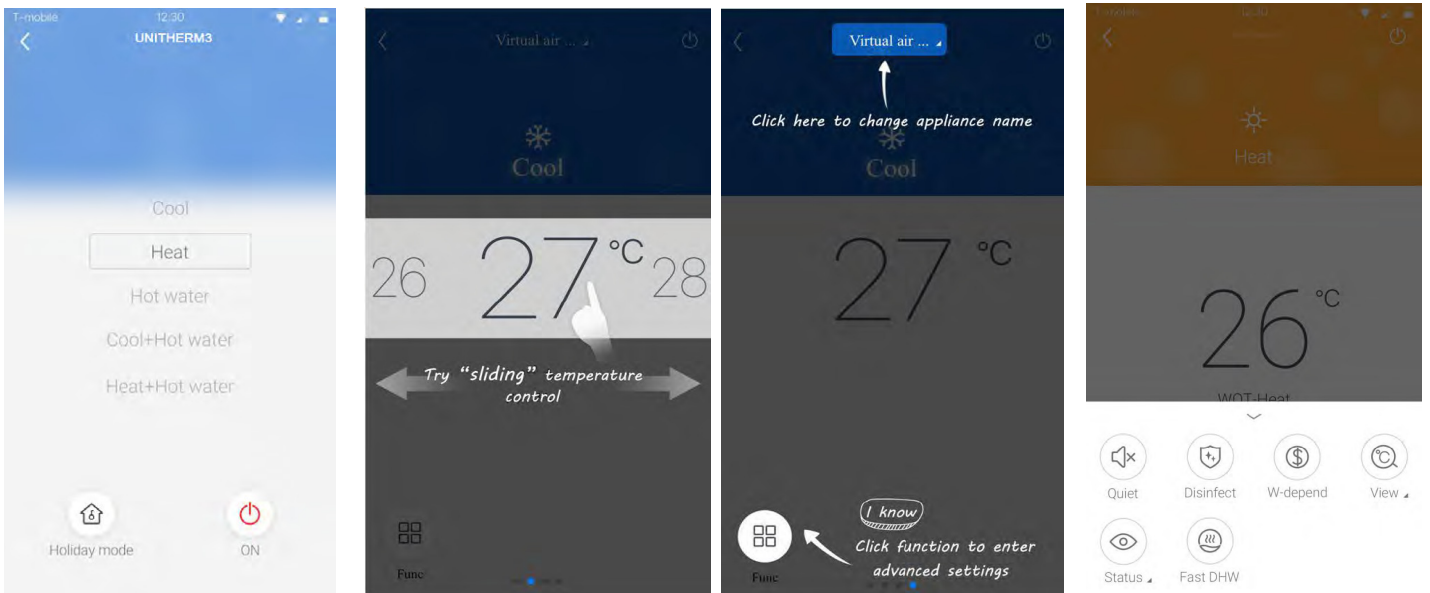 T-mobile 12:30
UNITHERM3
Cool
Heat
Hot water
Cool+Hot water
Heat+Hot water
Holiday mode
ON
Virtual air ...
Cool
26 27 °C 28
Try “sliding” temperature
control
Func
Virtual air ...
Click here to change appliance name
Cool
27 °C
I know
Click function to enter
advanced settings
Func
T-mobile 12:30
Heat
26 °C
WOT-Heat
Quiet
Disinfect
W-depend
View
Status
Fast DHW